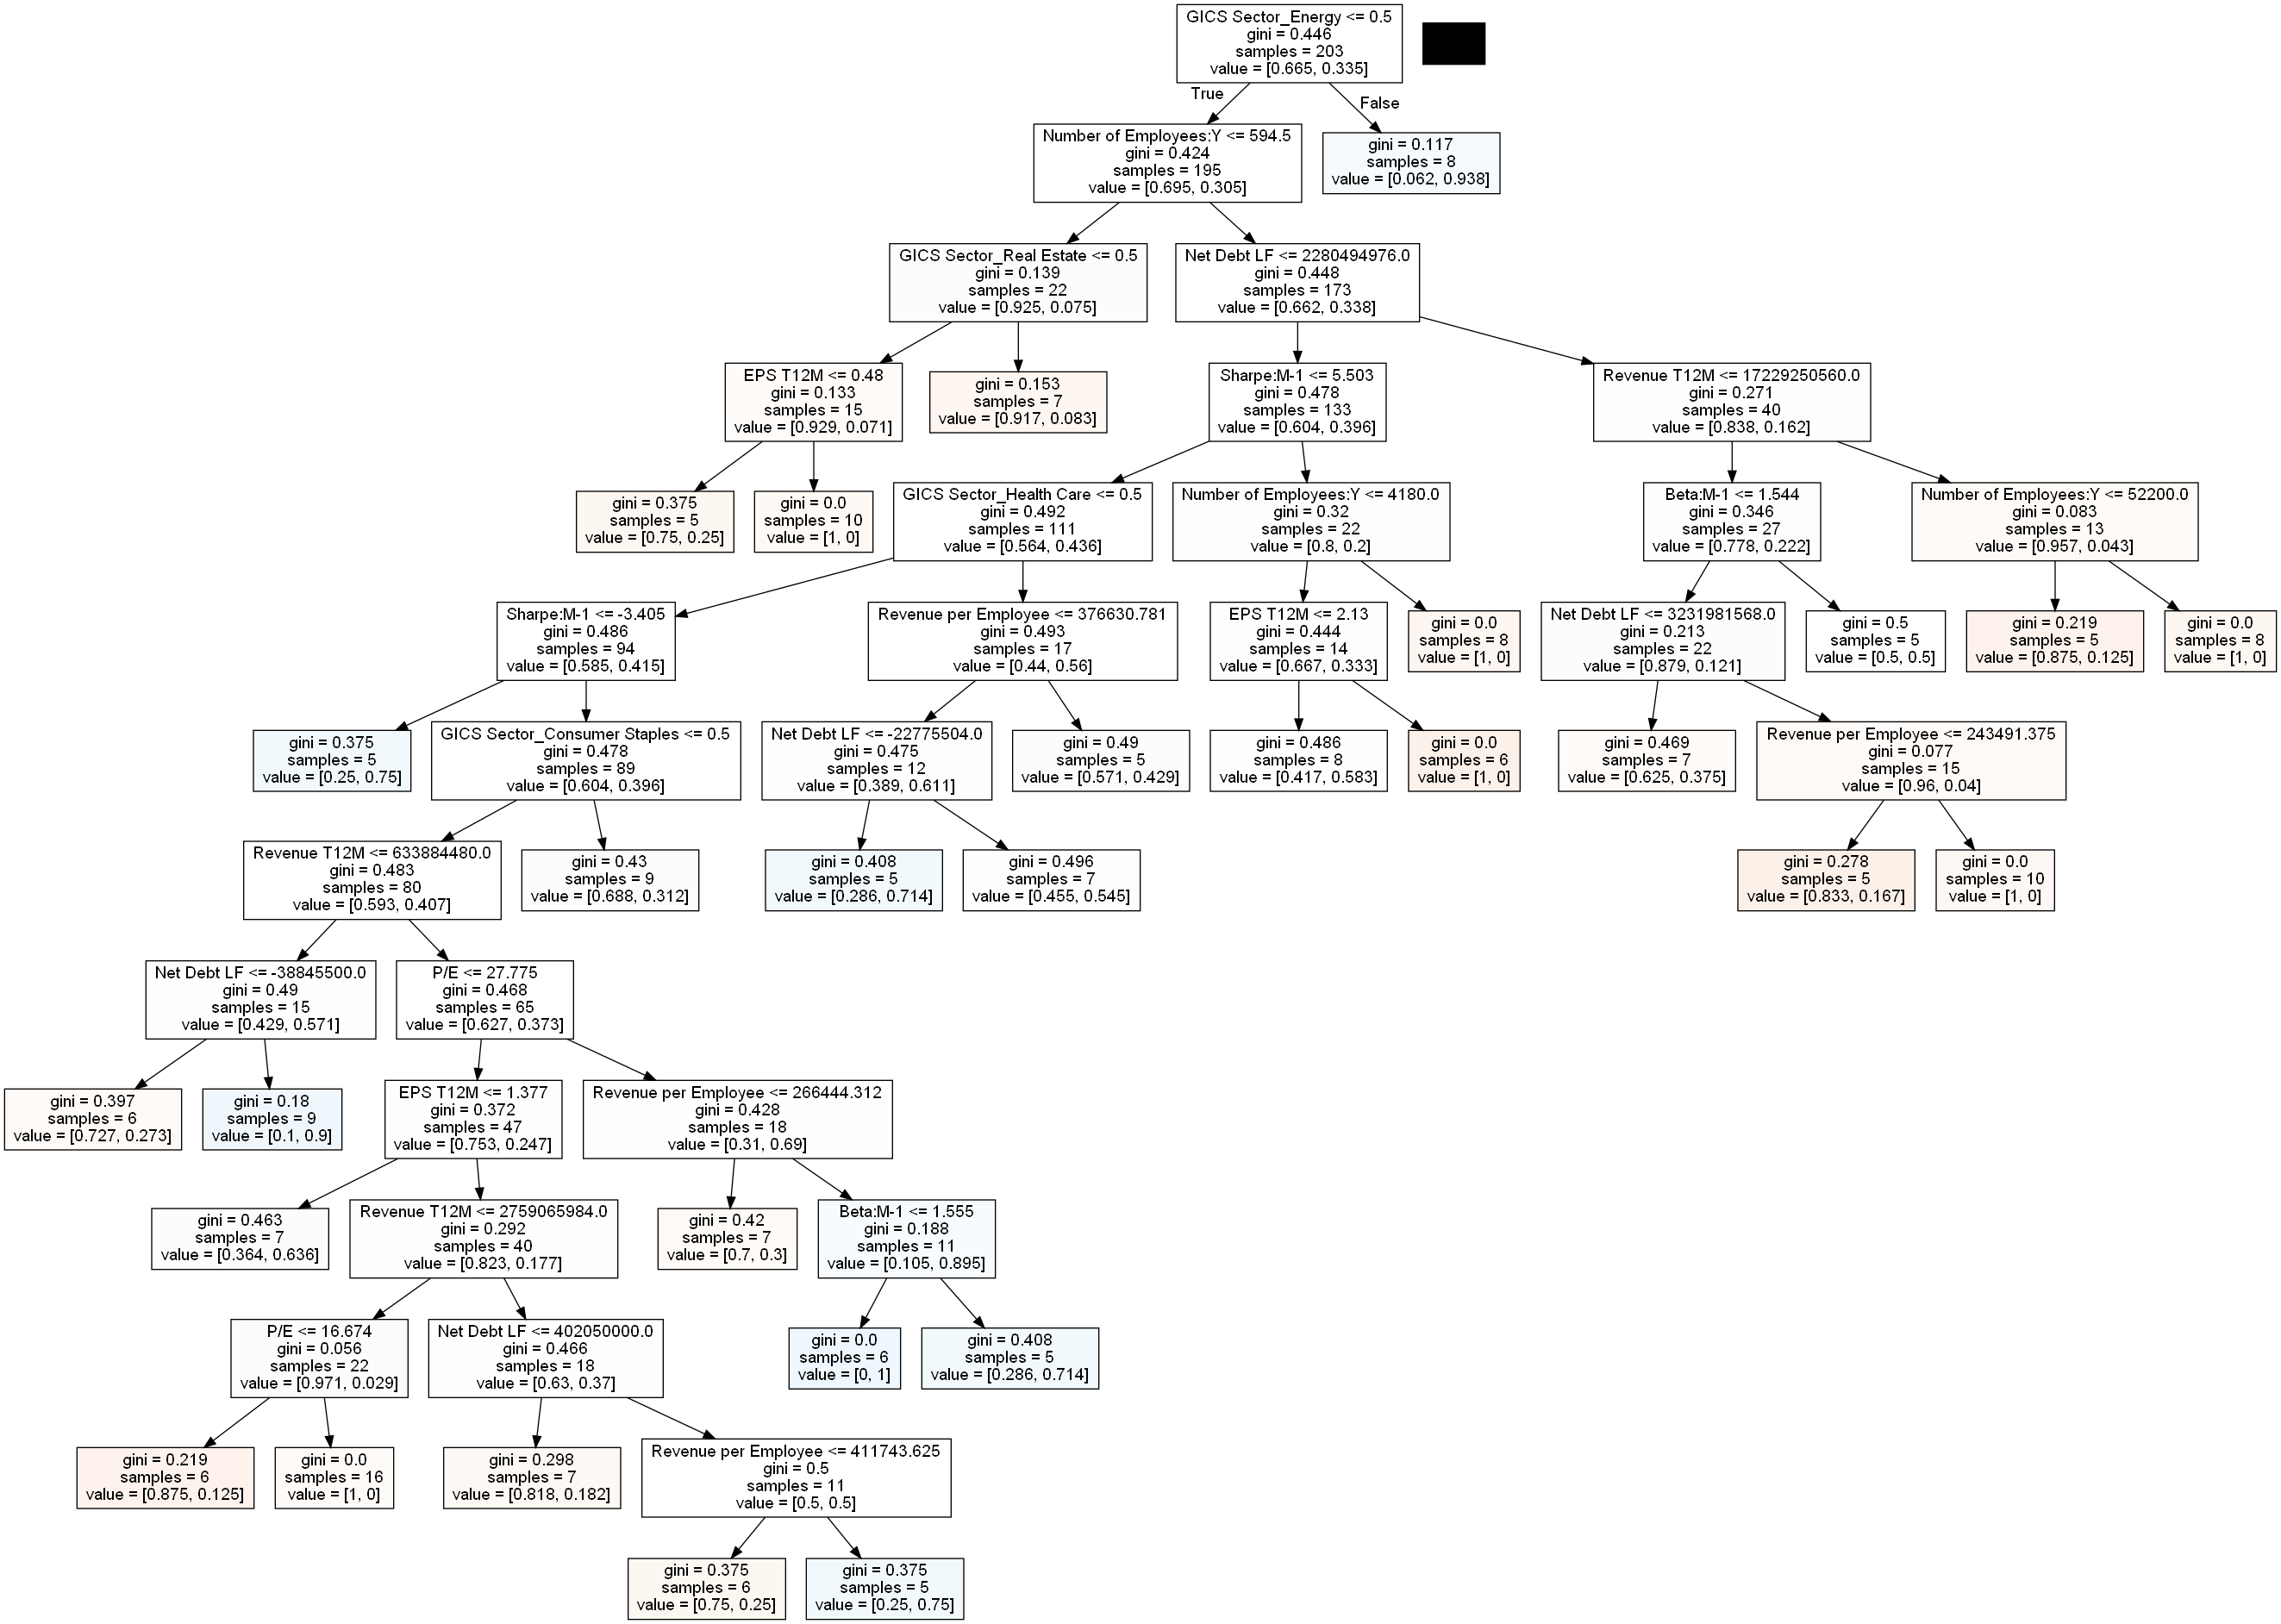 GICS Sector_Energy <= 0.5
gini = 0.446
samples = 203
value = [0.665, 0.335]
True
False
Number of Employees:Y <= 594.5
gini = 0.424
samples = 195
value = [0.695, 0.305]
gini = 0.117
samples = 8
value = [0.062, 0.938]
GICS Sector_Real Estate <= 0.5
gini = 0.139
samples = 22
value = [0.925, 0.075]
Net Debt LF <= 2280494976.0
gini = 0.448
samples = 173
value = [0.662, 0.338]
EPS T12M <= 0.48
gini = 0.133
samples = 15
value = [0.929, 0.071]
gini = 0.153
samples = 7
value = [0.917, 0.083]
Sharpe:M-1 <= 5.503
gini = 0.478
samples = 133
value = [0.604, 0.396]
Revenue T12M <= 17229250560.0
gini = 0.271
samples = 40
value = [0.838, 0.162]
gini = 0.375
samples = 5
value = [0.75, 0.25]
gini = 0.0
samples = 10
value = [1, 0]
GICS Sector_Health Care <= 0.5
gini = 0.492
samples = 111
value = [0.564, 0.436]
Number of Employees:Y <= 4180.0
gini = 0.32
samples = 22
value = [0.8, 0.2]
Beta:M-1 <= 1.544
gini = 0.346
samples = 27
value = [0.778, 0.222]
Number of Employees:Y <= 52200.0
gini = 0.083
samples = 13
value = [0.957, 0.043]
Sharpe:M-1 <= -3.405
gini = 0.486
samples = 94
value = [0.585, 0.415]
Revenue per Employee <= 376630.781
gini = 0.493
samples = 17
value = [0.44, 0.56]
EPS T12M <= 2.13
gini = 0.444
samples = 14
value = [0.667, 0.333]
gini = 0.0
samples = 8
value = [1, 0]
Net Debt LF <= 3231981568.0
gini = 0.213
samples = 22
value = [0.879, 0.121]
gini = 0.5
samples = 5
value = [0.5, 0.5]
gini = 0.219
samples = 5
value = [0.875, 0.125]
gini = 0.0
samples = 8
value = [1, 0]
gini = 0.375
samples = 5
value = [0.25, 0.75]
GICS Sector_Consumer Staples <= 0.5
gini = 0.478
samples = 89
value = [0.604, 0.396]
Net Debt LF <= -22775504.0
gini = 0.475
samples = 12
value = [0.389, 0.611]
gini = 0.49
samples = 5
value = [0.571, 0.429]
gini = 0.486
samples = 8
value = [0.417, 0.583]
gini = 0.0
samples = 6
value = [1, 0]
gini = 0.469
samples = 7
value = [0.625, 0.375]
Revenue per Employee <= 243491.375
gini = 0.077
samples = 15
value = [0.96, 0.04]
Revenue T12M <= 633884480.0
gini = 0.483
samples = 80
value = [0.593, 0.407]
gini = 0.43
samples = 9
value = [0.688, 0.312]
gini = 0.408
samples = 5
value = [0.286, 0.714]
gini = 0.496
samples = 7
value = [0.455, 0.545]
gini = 0.278
samples = 5
value = [0.833, 0.167]
gini = 0.0
samples = 10
value = [1, 0]
Net Debt LF <= -38845500.0
gini = 0.49
samples = 15
value = [0.429, 0.571]
P/E <= 27.775
gini = 0.468
samples = 65
value = [0.627, 0.373]
gini = 0.397
samples = 6
value = [0.727, 0.273]
gini = 0.18
samples = 9
value = [0.1, 0.9]
EPS T12M <= 1.377
gini = 0.372
samples = 47
value = [0.753, 0.247]
Revenue per Employee <= 266444.312
gini = 0.428
samples = 18
value = [0.31, 0.69]
gini = 0.463
samples = 7
value = [0.364, 0.636]
Revenue T12M <= 2759065984.0
gini = 0.292
samples = 40
value = [0.823, 0.177]
gini = 0.42
samples = 7
value = [0.7, 0.3]
Beta:M-1 <= 1.555
gini = 0.188
samples = 11
value = [0.105, 0.895]
P/E <= 16.674
gini = 0.056
samples = 22
value = [0.971, 0.029]
Net Debt LF <= 402050000.0
gini = 0.466
samples = 18
value = [0.63, 0.37]
gini = 0.0
samples = 6
value = [0, 1]
gini = 0.408
samples = 5
value = [0.286, 0.714]
gini = 0.219
samples = 6
value = [0.875, 0.125]
gini = 0.0
samples = 16
value = [1, 0]
gini = 0.298
samples = 7
value = [0.818, 0.182]
Revenue per Employee <= 411743.625
gini = 0.5
samples = 11
value = [0.5, 0.5]
gini = 0.375
samples = 6
value = [0.75, 0.25]
gini = 0.375
samples = 5
value = [0.25, 0.75]